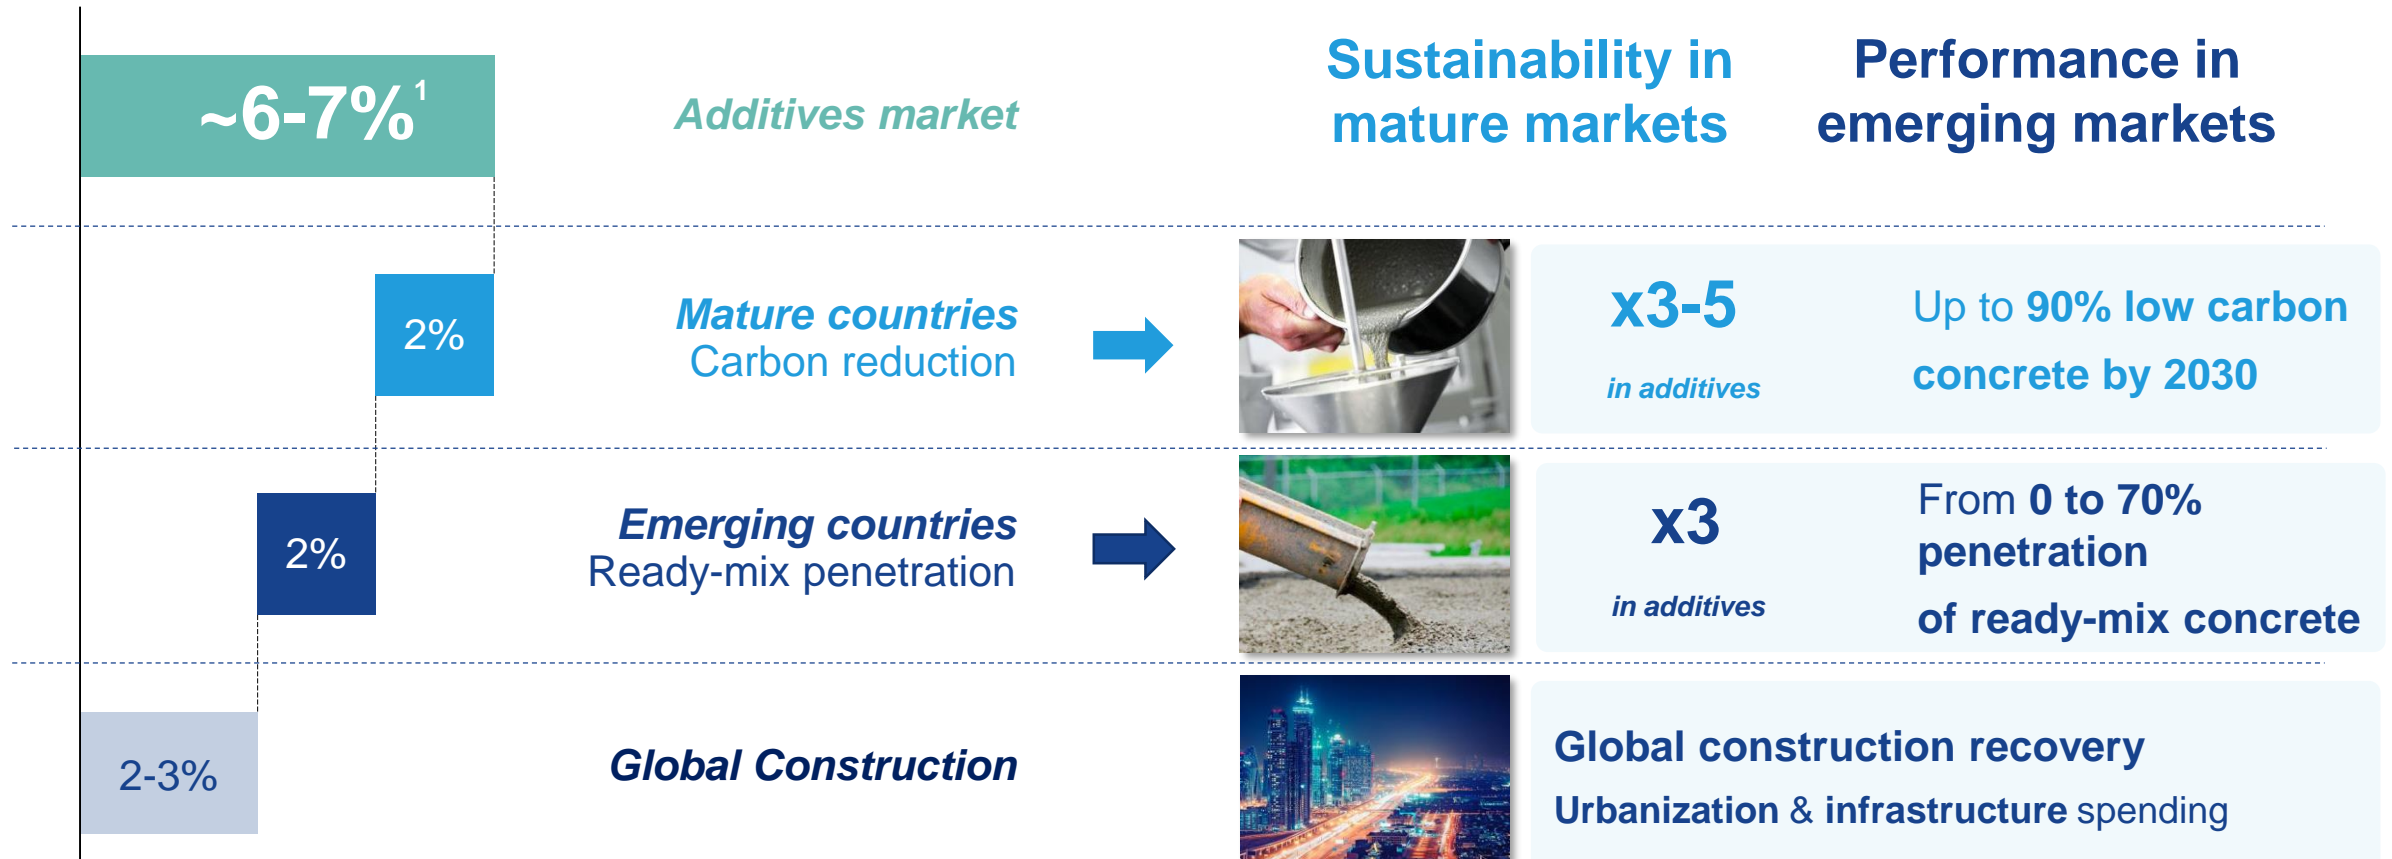 Sustainability in
mature markets
Performance in
emerging markets
~6-7%1
Additives market
2%
Mature countries
Carbon reduction
x3-5
in additives
Up to 90% low carbon
concrete by 2030
2%
Emerging countries
Ready-mix penetration
x3
in additives
From 0 to 70%
penetration
of ready-mix concrete
2-3%
Global Construction
Global construction recovery
Urbanization & infrastructure spending